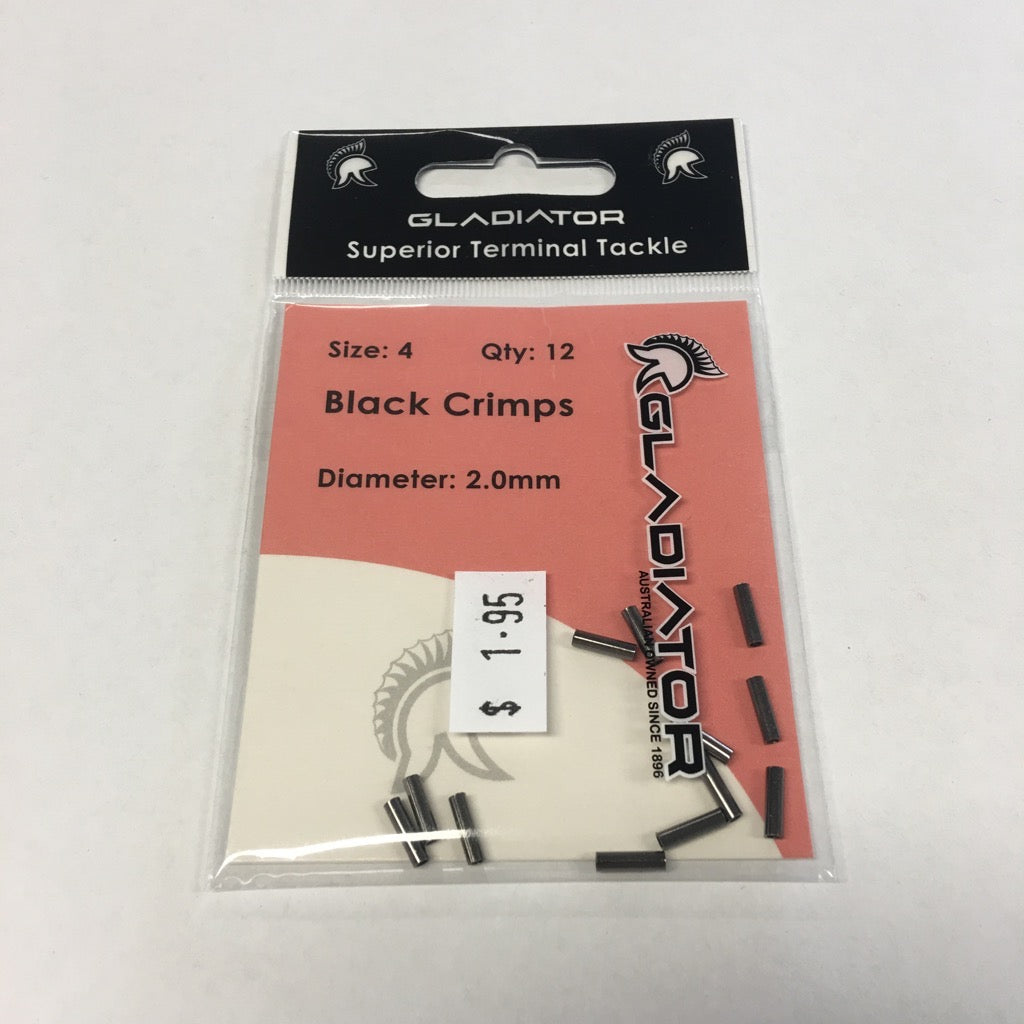 GLADIATOR
Superior Terminal Tackle
Size: 4 Qty: 12
Black Crimps
Diameter: 2.0mm
GLADIATOR
AUSTRALIAN OWNED SINCE 1896
$ 1.95